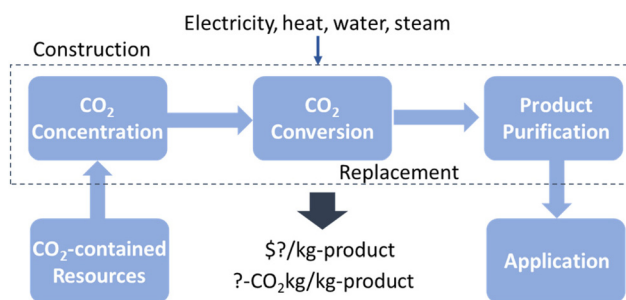 Electricity, heat, water, steam
Construction
CO₂
Concentration
CO₂
Conversion
Product
Purification
Replacement
CO₂-contained
Resources
$?/kg-product
?-CO₂kg/kg-product
Application